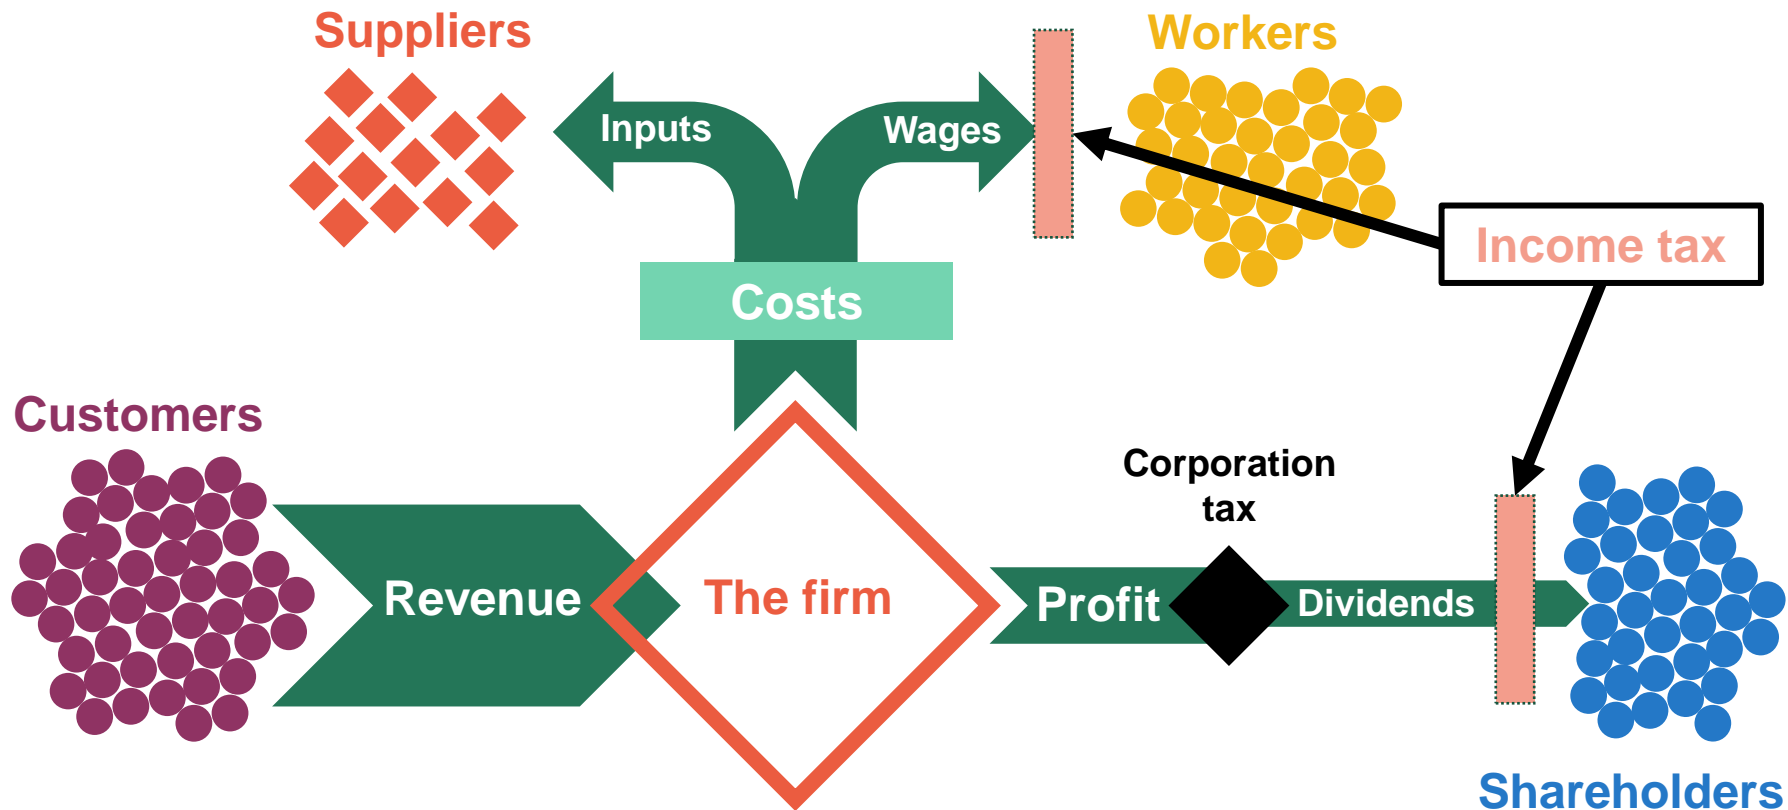 Suppliers
Workers
Inputs
Wages
Income tax
Costs
Customers
Corporation
tax
Revenue
The firm
Profit
Dividends
Shareholders